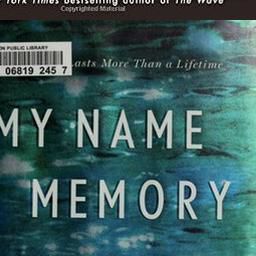 York Times bestselling author of The Wave
Copyrighted Material
ON PUBLIC LIBRARY
06819 245 7
Lasts More Than a Lifetime
MY NAME
MEMORY